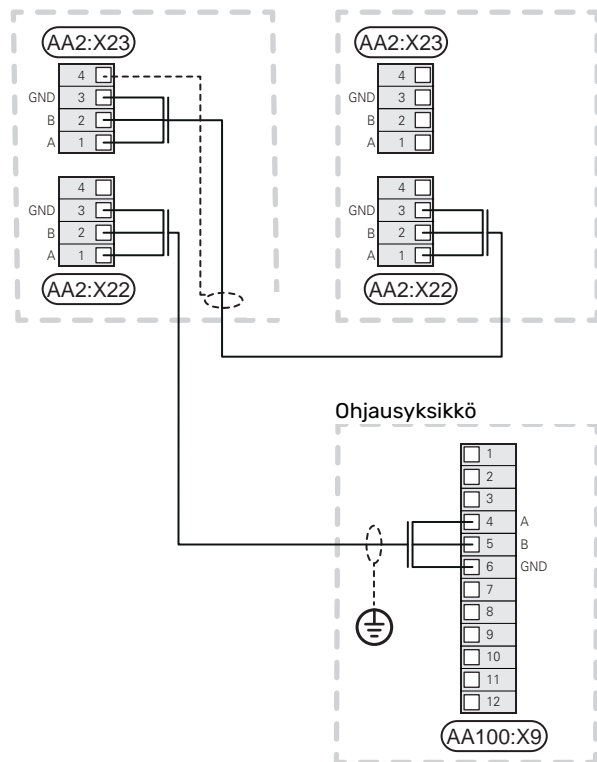 AA2:X23
4
GND 3
B 2
A 1
4
GND 3
B 2
A 1
AA2:X22
AA2:X23
4
GND 3
B 2
A 1
4
GND 3
B 2
A 1
AA2:X22
Ohjausyksikkö
1
2
3
4 A
5 B
6 GND
7
8
9
10
11
12
AA100:X9